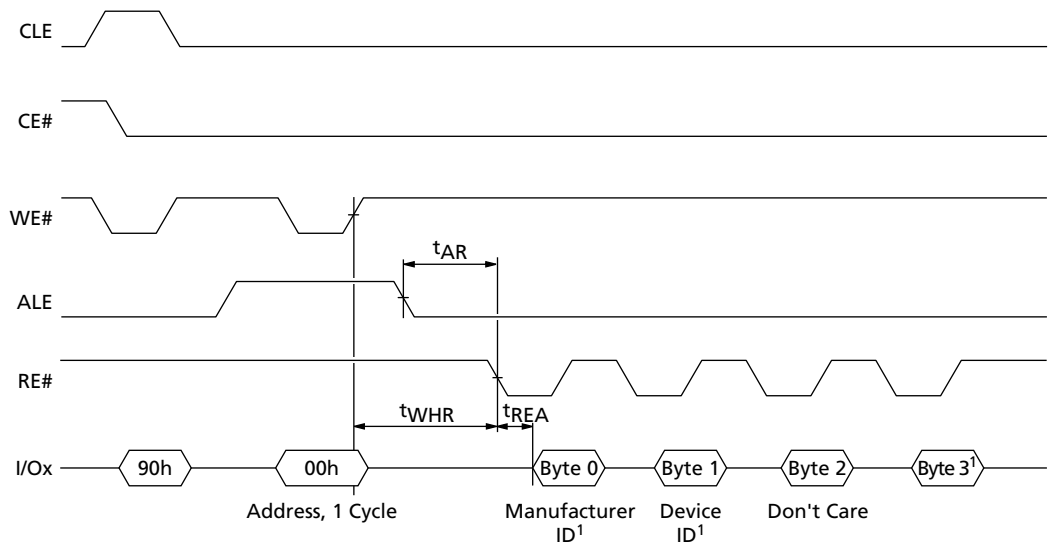 CLE
CE#
WE#
tAR
ALE
RE#
tWHR
tREA
I/Ox
90h
00h
Byte 0
Byte 1
Byte 2
Byte 3¹
Address, 1 Cycle
Manufacturer
ID¹
Device
ID¹
Don't Care